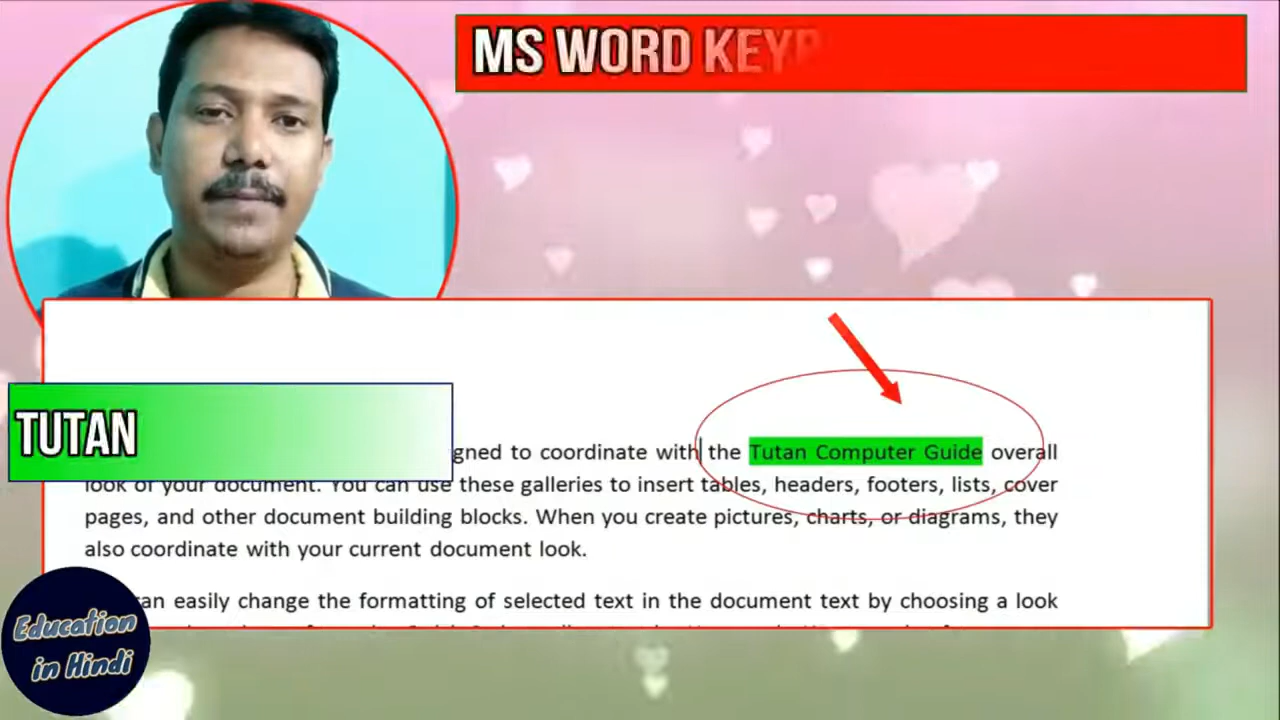 MS WORD KEY
TUTAN
gned to coordinate with the Tutan Computer Guide overall
look of your document. You can use these galleries to insert tables, headers, footers, lists, cover
pages, and other document building blocks. When you create pictures, charts, or diagrams, they
also coordinate with your current document look.
can easily change the formatting of selected text in the document text by choosing a look
Education
in Hindi